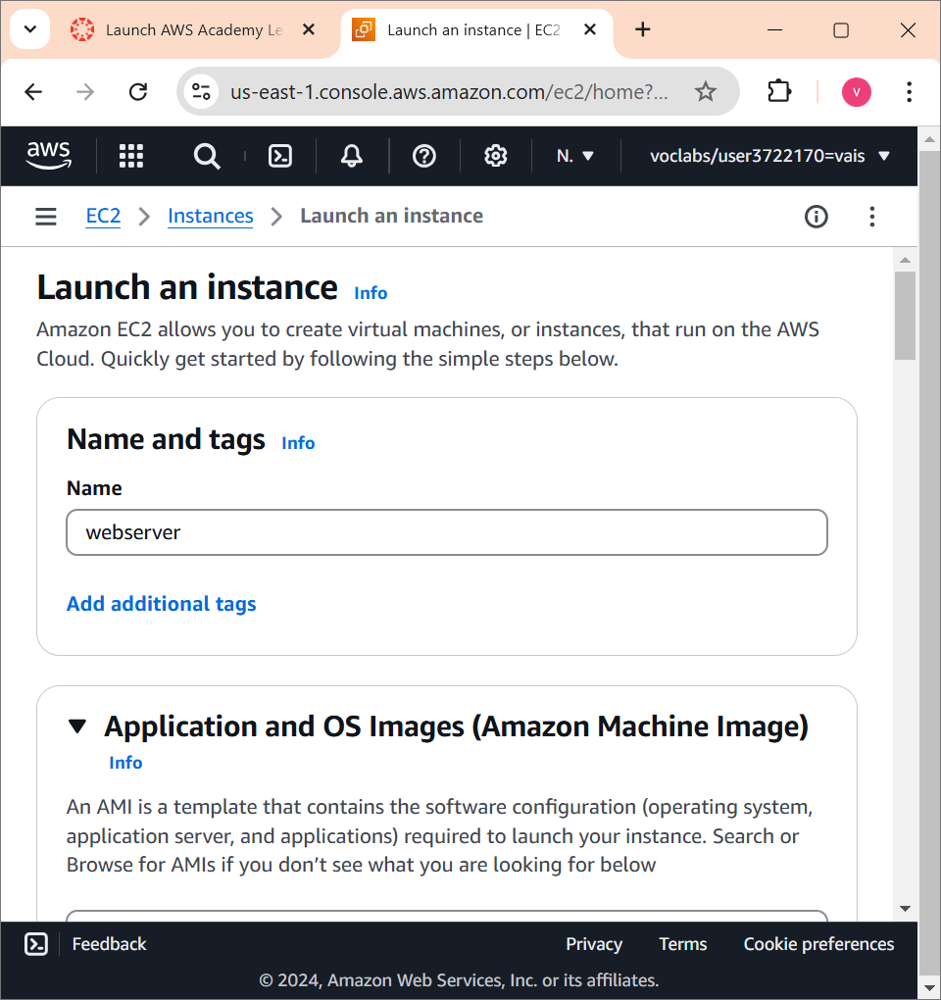 Launch AWS Academy Le
Launch an instance | EC2
us-east-1.console.aws.amazon.com/ec2/home?...
V
aws
N.
voclabs/user3722170=vais
EC2
Instances
Launch an instance
Launch an instance Info
Amazon EC2 allows you to create virtual machines, or instances, that run on the AWS
Cloud. Quickly get started by following the simple steps below.
Name and tags Info
Name
webserver
Add additional tags
Application and OS Images (Amazon Machine Image)
Info
An AMI is a template that contains the software configuration (operating system,
application server, and applications) required to launch your instance. Search or
Browse for AMIs if you don’t see what you are looking for below
Feedback
Privacy
Terms
Cookie preferences
© 2024, Amazon Web Services, Inc. or its affiliates.